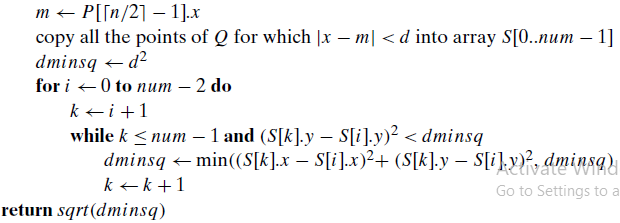 m ← P[⌈n/2⌉ − 1].x
copy all the points of Q for which |x − m| < d into array S[0..num − 1]
dminsq ← d²
for i ← 0 to num − 2 do
k ← i + 1
while k ≤ num − 1 and (S[k].y − S[i].y)² < dminsq
dminsq ← min((S[k].x − S[i].x)² + (S[k].y − S[i].y)², dminsq)
k ← k + 1
return sqrt(dminsq)
Activate Wind
Go to Settings to a